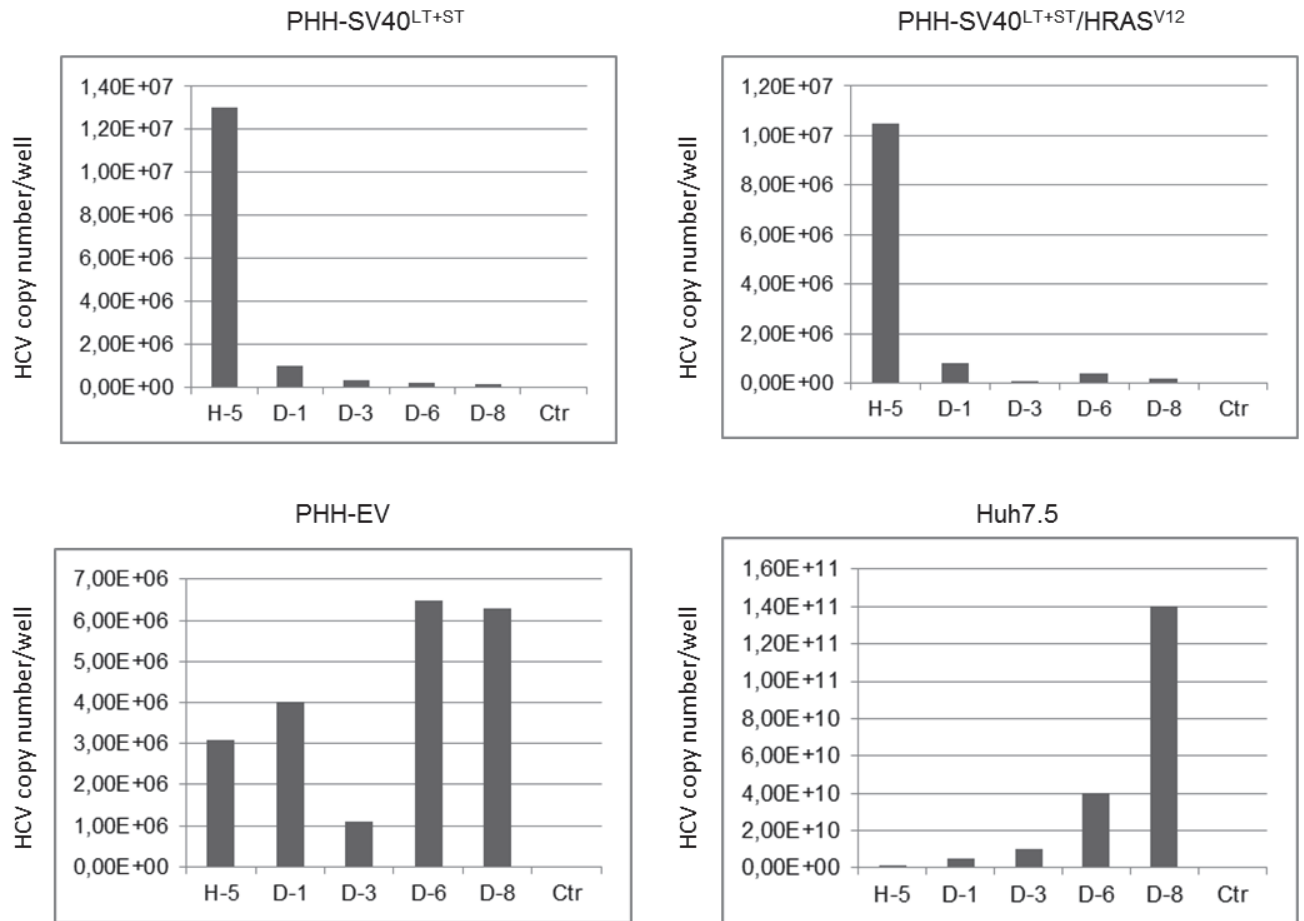 PHH-SV40LT+ST
HCV copy number/well
1,40E+07
1,20E+07
1,00E+07
8,00E+06
6,00E+06
4,00E+06
2,00E+06
0,00E+00
H-5 D-1 D-3 D-6 D-8 Ctr
PHH-SV40LT+ST/HRASV12
HCV copy number/well
1,20E+07
1,00E+07
8,00E+06
6,00E+06
4,00E+06
2,00E+06
0,00E+00
H-5 D-1 D-3 D-6 D-8 Ctr
PHH-EV
HCV copy number/well
7,00E+06
6,00E+06
5,00E+06
4,00E+06
3,00E+06
2,00E+06
1,00E+06
0,00E+00
H-5 D-1 D-3 D-6 D-8 Ctr
Huh7.5
HCV copy number/well
1,60E+11
1,40E+11
1,20E+11
1,00E+11
8,00E+10
6,00E+10
4,00E+10
2,00E+10
0,00E+00
H-5 D-1 D-3 D-6 D-8 Ctr